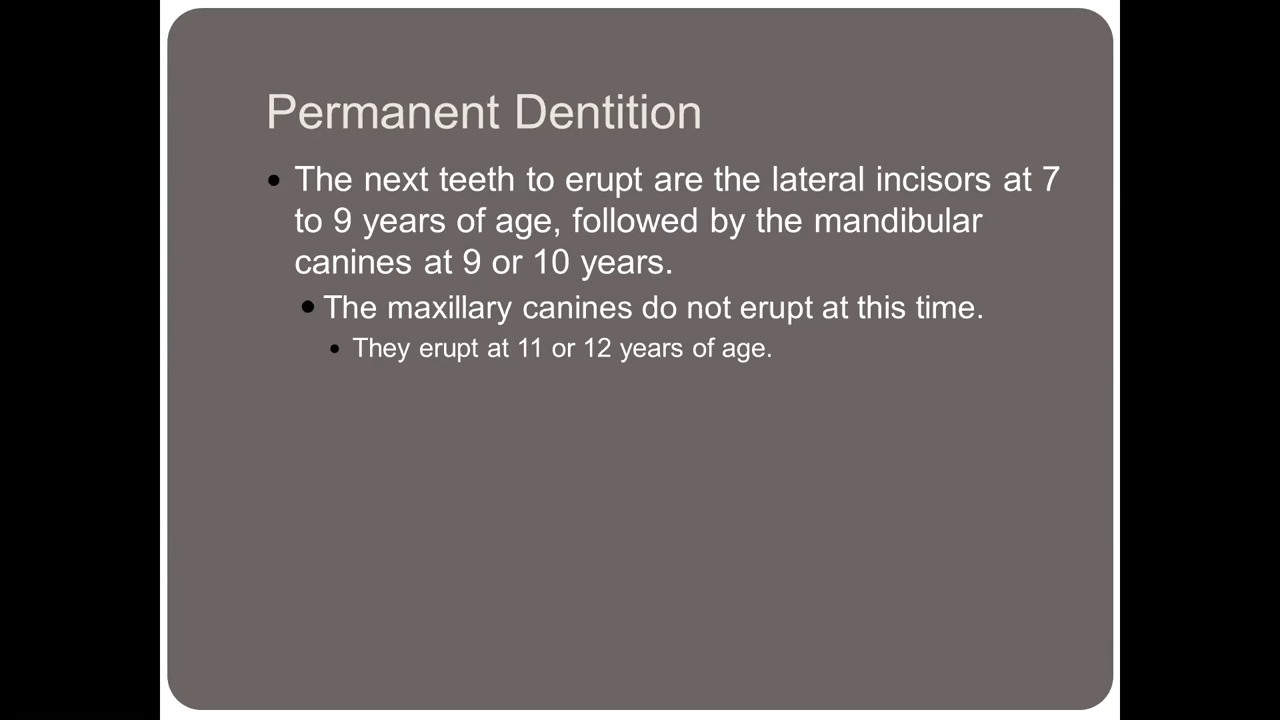 Permanent Dentition
• The next teeth to erupt are the lateral incisors at 7
to 9 years of age, followed by the mandibular
canines at 9 or 10 years.
• The maxillary canines do not erupt at this time.
• They erupt at 11 or 12 years of age.